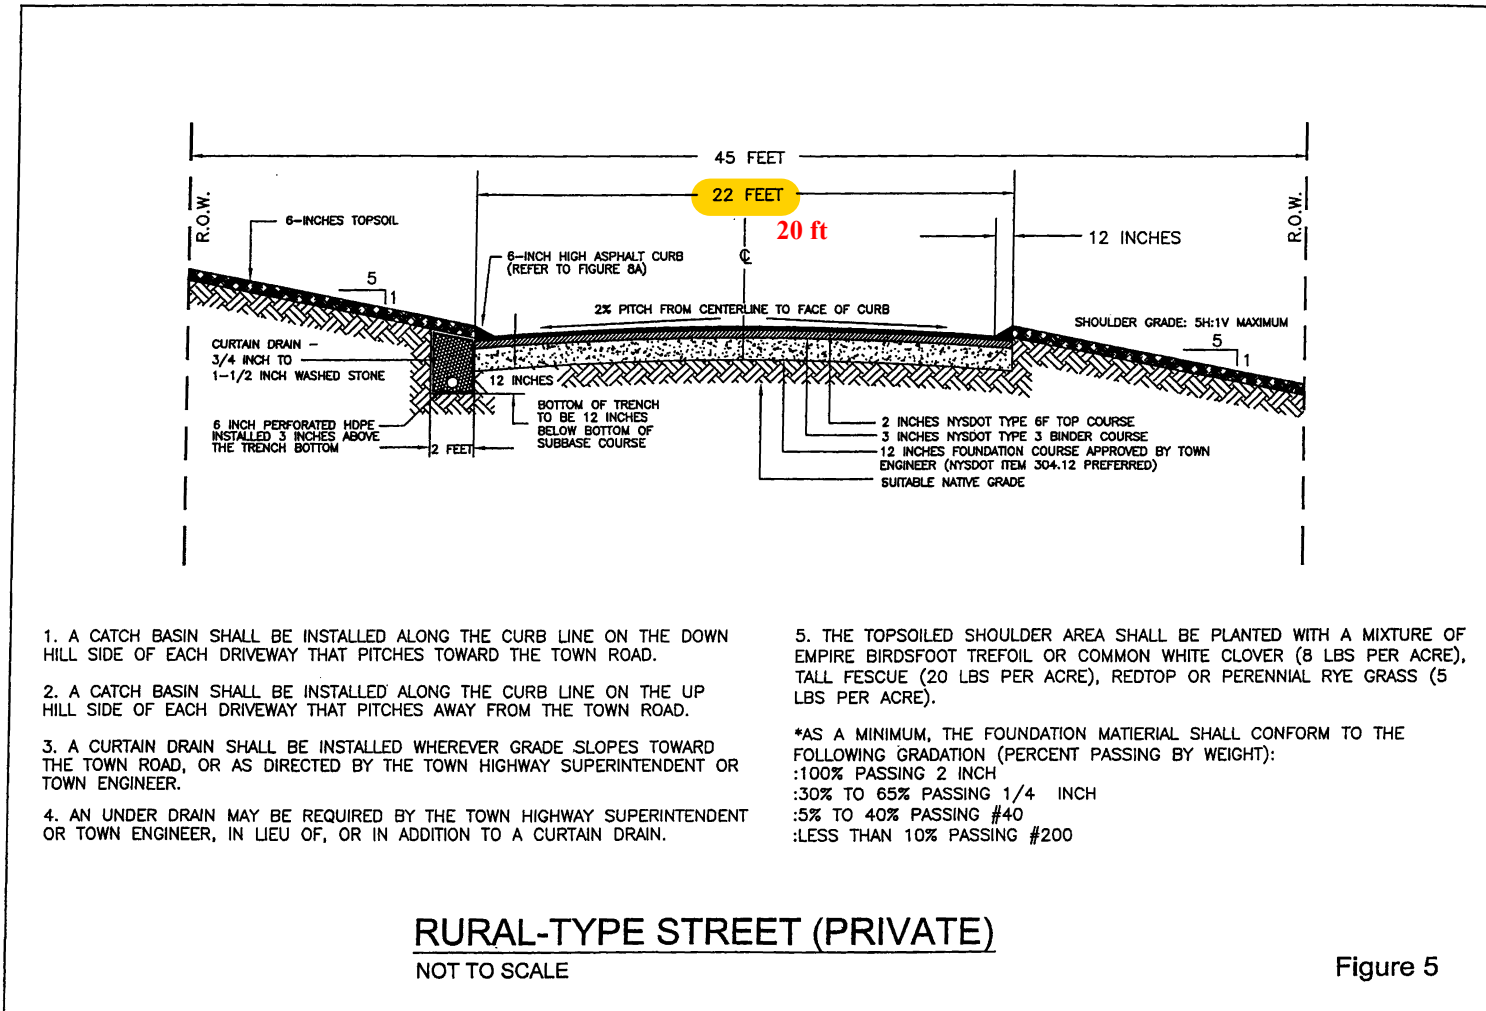 45 FEET
22 FEET
20 ft
R.O.W.
R.O.W.
6-INCHES TOPSOIL
12 INCHES
6-INCH HIGH ASPHALT CURB
(REFER TO FIGURE 8A)
℄
5
1
2% PITCH FROM CENTERLINE TO FACE OF CURB
SHOULDER GRADE: 5H:1V MAXIMUM
5
1
CURTAIN DRAIN -
3/4 INCH TO
1-1/2 INCH WASHED STONE
12 INCHES
BOTTOM OF TRENCH
TO BE 12 INCHES
BELOW BOTTOM OF
SUBBASE COURSE
6 INCH PERFORATED HDPE
INSTALLED 3 INCHES ABOVE
THE TRENCH BOTTOM
2 FEET
2 INCHES NYSDOT TYPE 6F TOP COURSE
3 INCHES NYSDOT TYPE 3 BINDER COURSE
12 INCHES FOUNDATION COURSE APPROVED BY TOWN
ENGINEER (NYSDOT ITEM 304.12 PREFERRED)
SUITABLE NATIVE GRADE
1. A CATCH BASIN SHALL BE INSTALLED ALONG THE CURB LINE ON THE DOWN
HILL SIDE OF EACH DRIVEWAY THAT PITCHES TOWARD THE TOWN ROAD.
2. A CATCH BASIN SHALL BE INSTALLED ALONG THE CURB LINE ON THE UP
HILL SIDE OF EACH DRIVEWAY THAT PITCHES AWAY FROM THE TOWN ROAD.
3. A CURTAIN DRAIN SHALL BE INSTALLED WHEREVER GRADE SLOPES TOWARD
THE TOWN ROAD, OR AS DIRECTED BY THE TOWN HIGHWAY SUPERINTENDENT OR
TOWN ENGINEER.
4. AN UNDER DRAIN MAY BE REQUIRED BY THE TOWN HIGHWAY SUPERINTENDENT
OR TOWN ENGINEER, IN LIEU OF, OR IN ADDITION TO A CURTAIN DRAIN.
5. THE TOPSOILED SHOULDER AREA SHALL BE PLANTED WITH A MIXTURE OF
EMPIRE BIRDSFOOT TREFOIL OR COMMON WHITE CLOVER (8 LBS PER ACRE),
TALL FESCUE (20 LBS PER ACRE), REDTOP OR PERENNIAL RYE GRASS (5
LBS PER ACRE).
*AS A MINIMUM, THE FOUNDATION MATIERIAL SHALL CONFORM TO THE
FOLLOWING GRADATION (PERCENT PASSING BY WEIGHT):
:100% PASSING 2 INCH
:30% TO 65% PASSING 1/4 INCH
:5% TO 40% PASSING #40
:LESS THAN 10% PASSING #200
RURAL-TYPE STREET (PRIVATE)
NOT TO SCALE
Figure 5